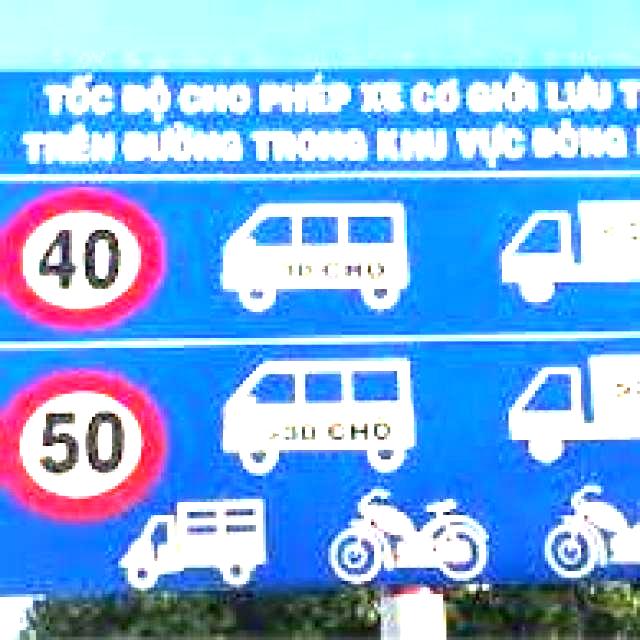 TỐC ĐỘ CHO PHÉP XE CƠ GIỚI LƯU T
TRÊN ĐƯỜNG TRONG KHU VỰC ĐÔNG
40
CHỖ
50
CHỖ